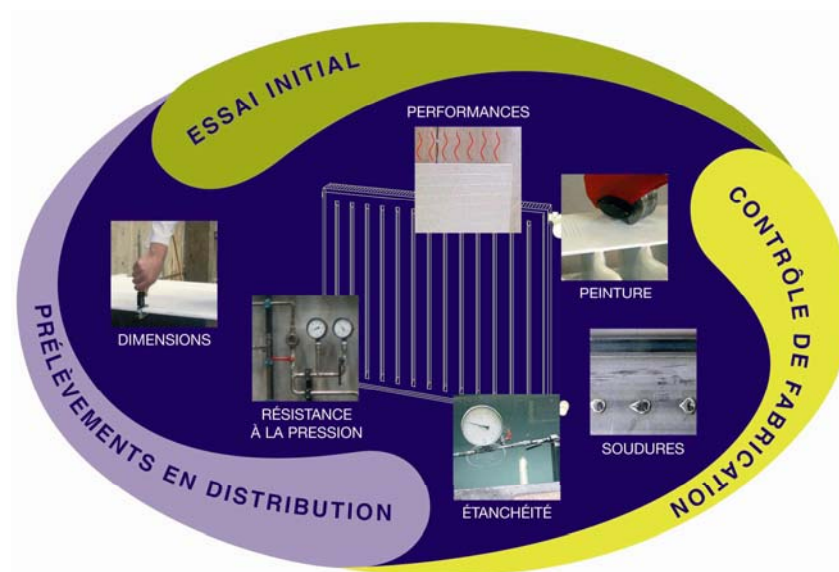 ESSAI INITIAL
PERFORMANCES
CONTRÔLE DE FABRICATION
PEINTURE
DIMENSIONS
PRÉLÈVEMENTS EN DISTRIBUTION
RÉSISTANCE
À LA PRESSION
SOUDURES
ÉTANCHÉITÉ